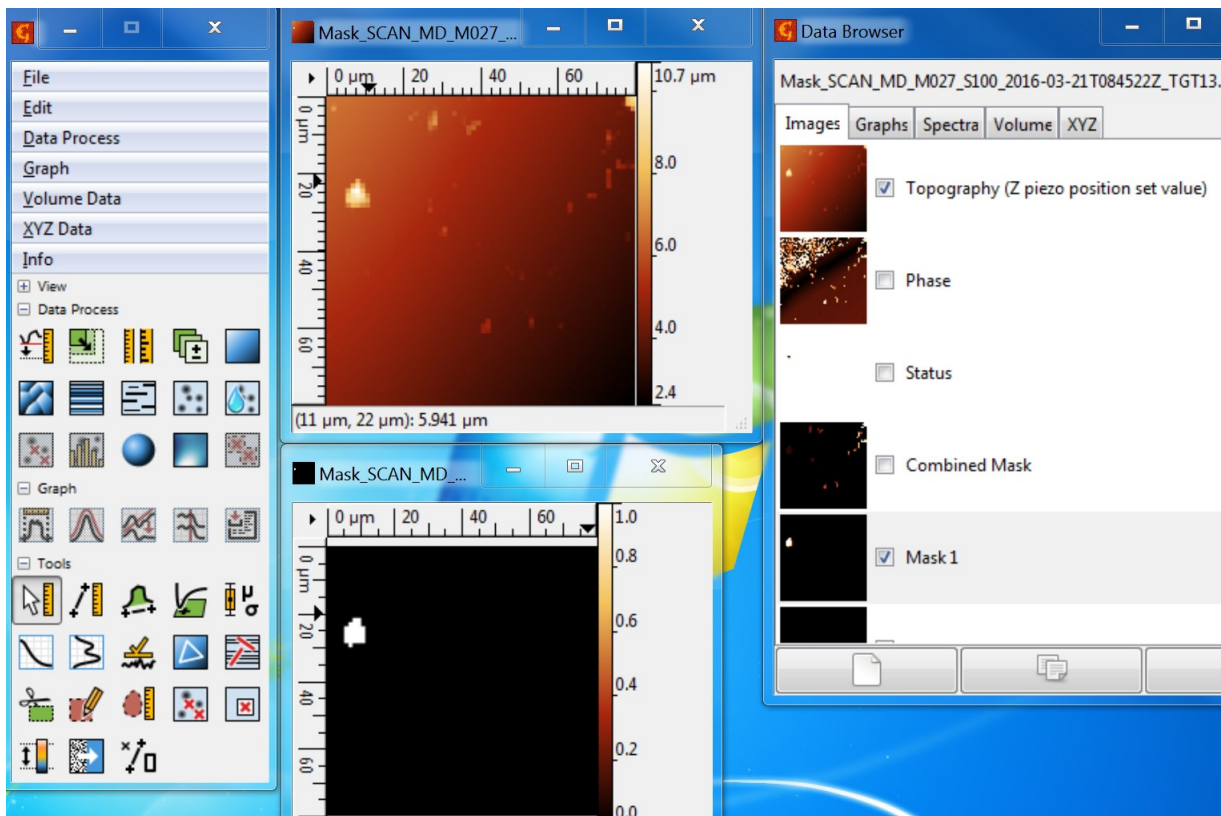 File
Edit
Data Process
Graph
Volume Data
XYZ Data
Info
View
Data Process
Graph
Tools
Mask_SCAN_MD_M027_...
0 µm 20 40 60
10.7 µm
8.0
6.0
4.0
2.4
0 µm
20
40
60
(11 µm, 22 µm): 5.941 µm
Mask_SCAN_MD_...
0 µm 20 40 60
1.0
0.8
0.6
0.4
0.2
0.0
0 µm
20
40
60
Data Browser
Mask_SCAN_MD_M027_S100_2016-03-21T084522Z_TGT13.
Images Graphs Spectra Volume XYZ
Topography (Z piezo position set value)
Phase
Status
Combined Mask
Mask 1